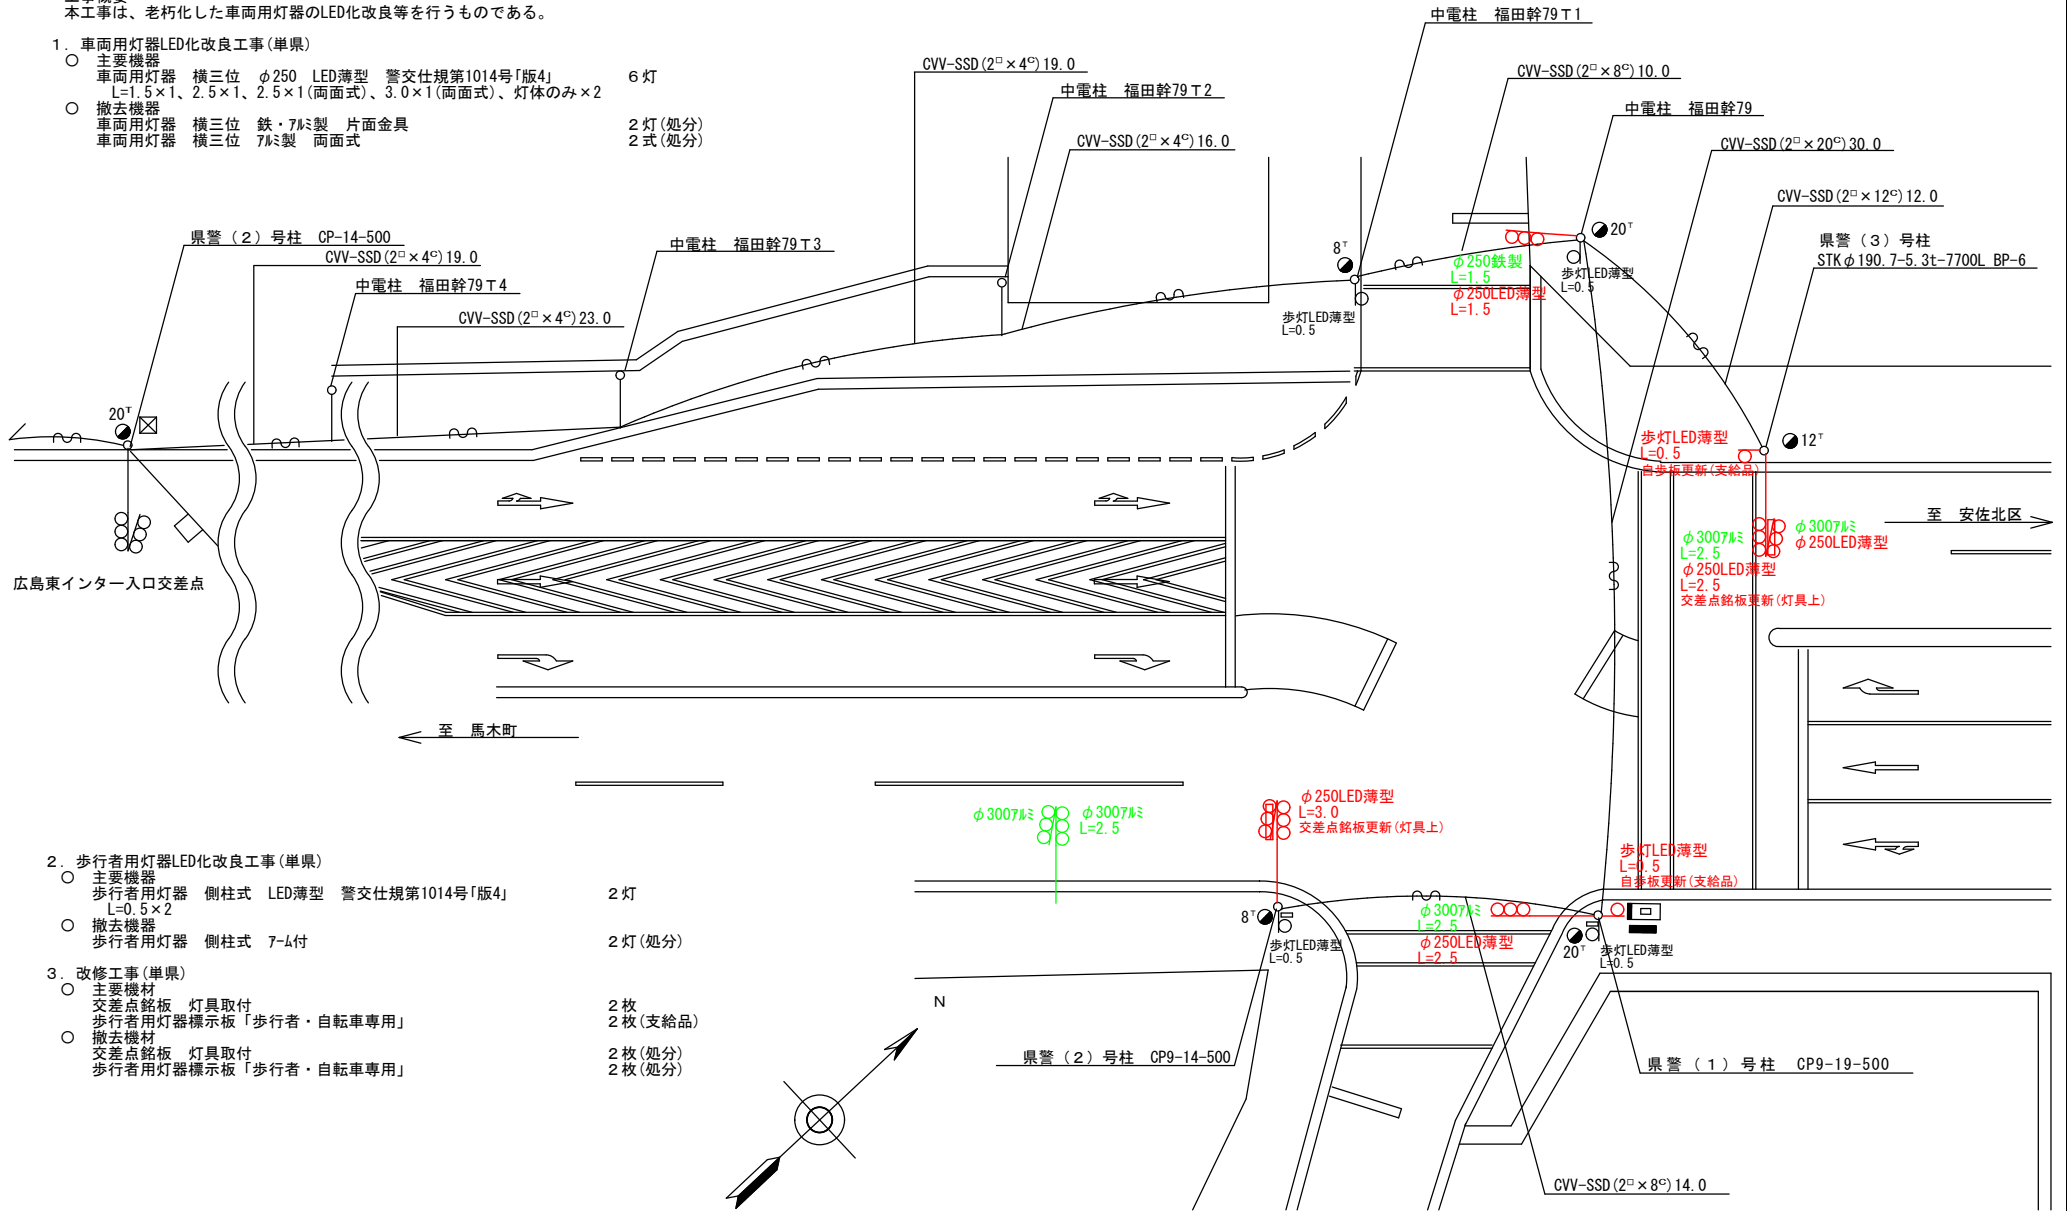 本工事は、老朽化した車両用灯器のLED化改良等を行うものである。
1．車両用灯器LED化改良工事(単県)
○ 主要機器
車両用灯器 横三位 φ250 LED薄型 警交仕規第1014号｢版4｣ 6灯
L=1.5×1、2.5×1、2.5×1(両面式)、3.0×1(両面式)、灯体のみ×2
○ 撤去機器
車両用灯器 横三位 鉄・ｱﾙﾐ製 片面金具 2灯(処分)
車両用灯器 横三位 ｱﾙﾐ製 両面式 2式(処分)
中電柱 福田幹79T1
CVV-SSD(2□×4C)19.0
CVV-SSD(2□×8C)10.0
中電柱 福田幹79T2
中電柱 福田幹79
CVV-SSD(2□×4C)16.0
CVV-SSD(2□×20C)30.0
CVV-SSD(2□×12C)12.0
県警（2）号柱 CP-14-500
CVV-SSD(2□×4C)19.0
中電柱 福田幹79T3
中電柱 福田幹79T4
CVV-SSD(2□×4C)23.0
県警（3）号柱
STKφ190.7-5.3t-7700L BP-6
8T
20T
φ250鉄製
L=1.5
φ250LED薄型
L=1.5
歩灯LED薄型
L=0.5
歩灯LED薄型
L=0.5
20T
12T
歩灯LED薄型
L=0.5
自歩板更新(支給品)
至 安佐北区
φ300ｱﾙﾐ
L=2.5
φ250LED薄型
L=2.5
交差点銘板更新(灯具上)
φ300ｱﾙﾐ
φ250LED薄型
広島東インター入口交差点
至 馬木町
φ300ｱﾙﾐ
φ300ｱﾙﾐ
L=2.5
φ250LED薄型
L=3.0
交差点銘板更新(灯具上)
歩灯LED薄型
L=0.5
自歩板更新(支給品)
2．歩行者用灯器LED化改良工事(単県)
○ 主要機器
歩行者用灯器 側柱式 LED薄型 警交仕規第1014号｢版4｣ 2灯
L=0.5×2
○ 撤去機器
歩行者用灯器 側柱式 ｱｰﾑ付 2灯(処分)
3．改修工事(単県)
○ 主要機材
交差点銘板 灯具取付 2枚
歩行者用灯器標示板｢歩行者・自転車専用｣ 2枚(支給品)
○ 撤去機材
交差点銘板 灯具取付 2枚(処分)
歩行者用灯器標示板｢歩行者・自転車専用｣ 2枚(処分)
8T
歩灯LED薄型
L=0.5
φ300ｱﾙﾐ
L=2.5
φ250LED薄型
L=2.5
20T
歩灯LED薄型
L=0.5
N
県警（2）号柱 CP9-14-500
県警（1）号柱 CP9-19-500
CVV-SSD(2□×8C)14.0